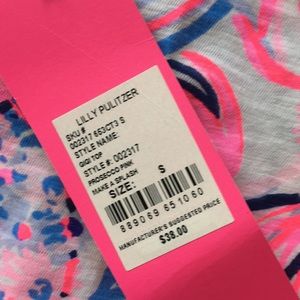 LILLY PULITZER
SKU #
002317 653CT3 S
STYLE NAME:
GIGI TOP
STYLE #: 002317
PROSECCO PINK
MAKE A SPLASH
SIZE: S
889069 651060
MANUFACTURER'S SUGGESTED PRICE
$38.00